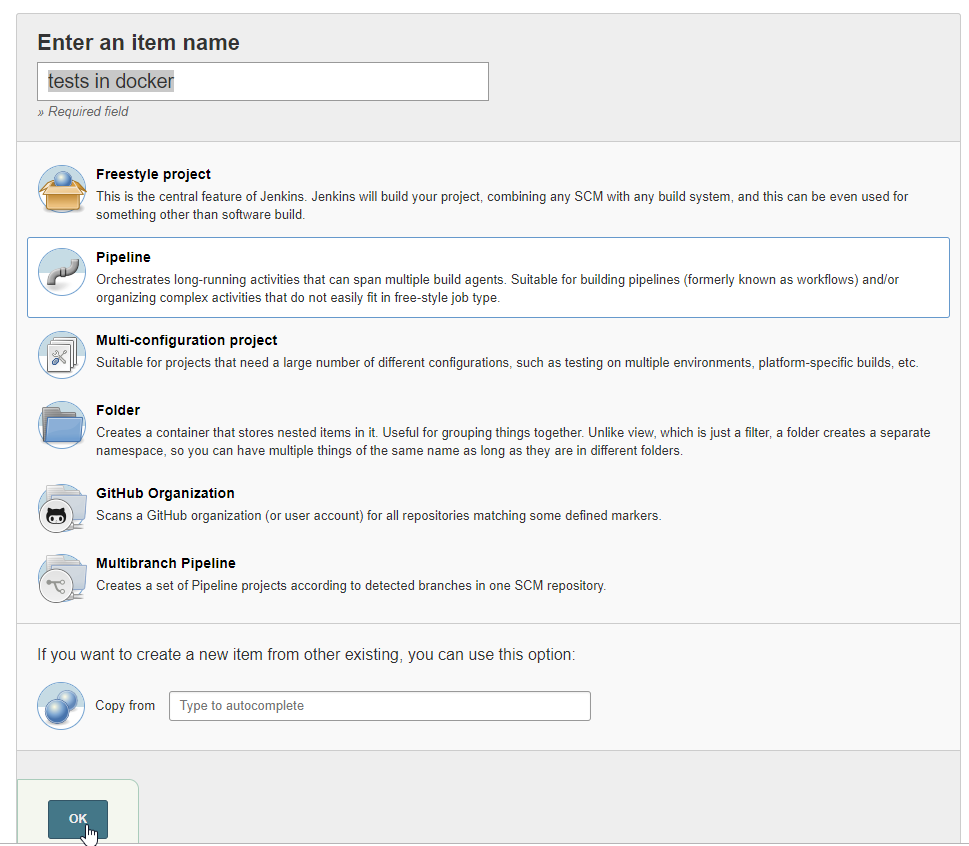 Enter an item name
tests in docker
» Required field
Freestyle project
This is the central feature of Jenkins. Jenkins will build your project, combining any SCM with any build system, and this can be even used for
something other than software build.
Pipeline
Orchestrates long-running activities that can span multiple build agents. Suitable for building pipelines (formerly known as workflows) and/or
organizing complex activities that do not easily fit in free-style job type.
Multi-configuration project
Suitable for projects that need a large number of different configurations, such as testing on multiple environments, platform-specific builds, etc.
Folder
Creates a container that stores nested items in it. Useful for grouping things together. Unlike view, which is just a filter, a folder creates a separate
namespace, so you can have multiple things of the same name as long as they are in different folders.
GitHub Organization
Scans a GitHub organization (or user account) for all repositories matching some defined markers.
Multibranch Pipeline
Creates a set of Pipeline projects according to detected branches in one SCM repository.
If you want to create a new item from other existing, you can use this option:
Copy from
Type to autocomplete
OK